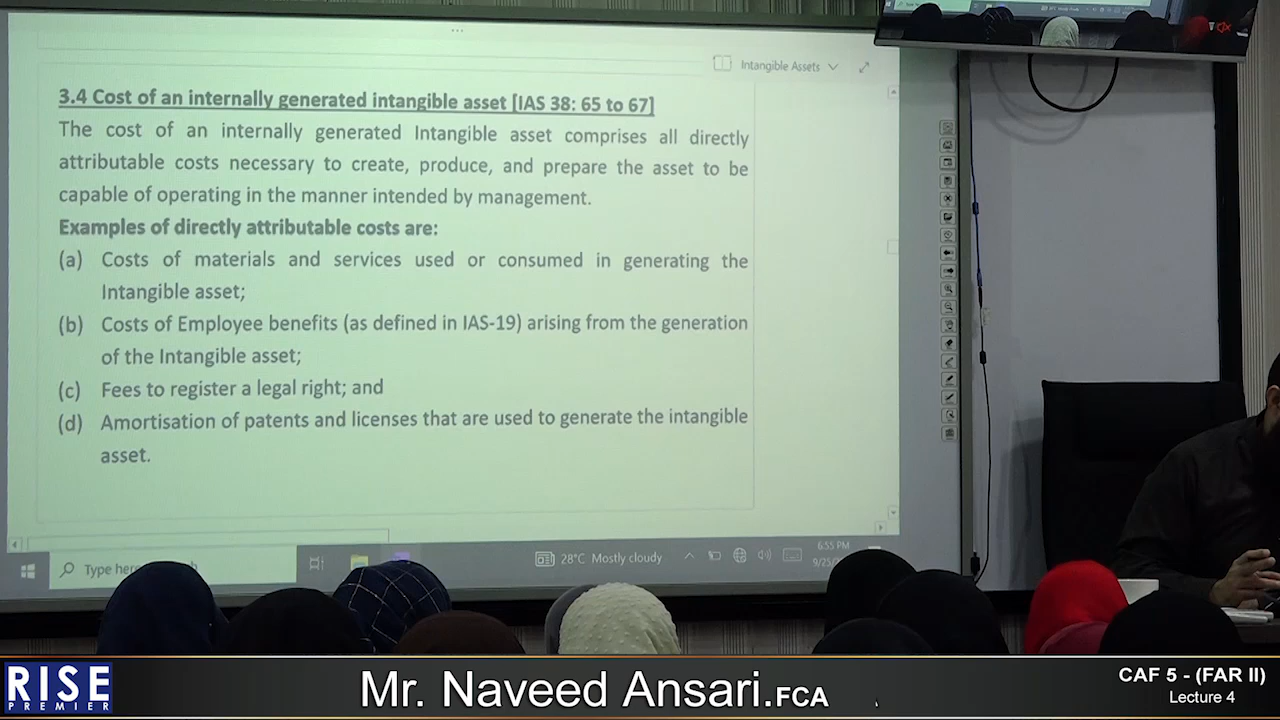 Intangible Assets
3.4 Cost of an internally generated intangible asset [IAS 38: 65 to 67]
The cost of an internally generated Intangible asset comprises all directly
attributable costs necessary to create, produce, and prepare the asset to be
capable of operating in the manner intended by management.
Examples of directly attributable costs are:
(a) Costs of materials and services used or consumed in generating the
Intangible asset;
(b) Costs of Employee benefits (as defined in IAS-19) arising from the generation
of the Intangible asset;
(c) Fees to register a legal right; and
(d) Amortisation of patents and licenses that are used to generate the intangible
asset.
Type
28°C Mostly cloudy
6:55 PM
RISE
PREMIER
Mr. Naveed Ansari.FCA
CAF 5 - (FAR II)
Lecture 4